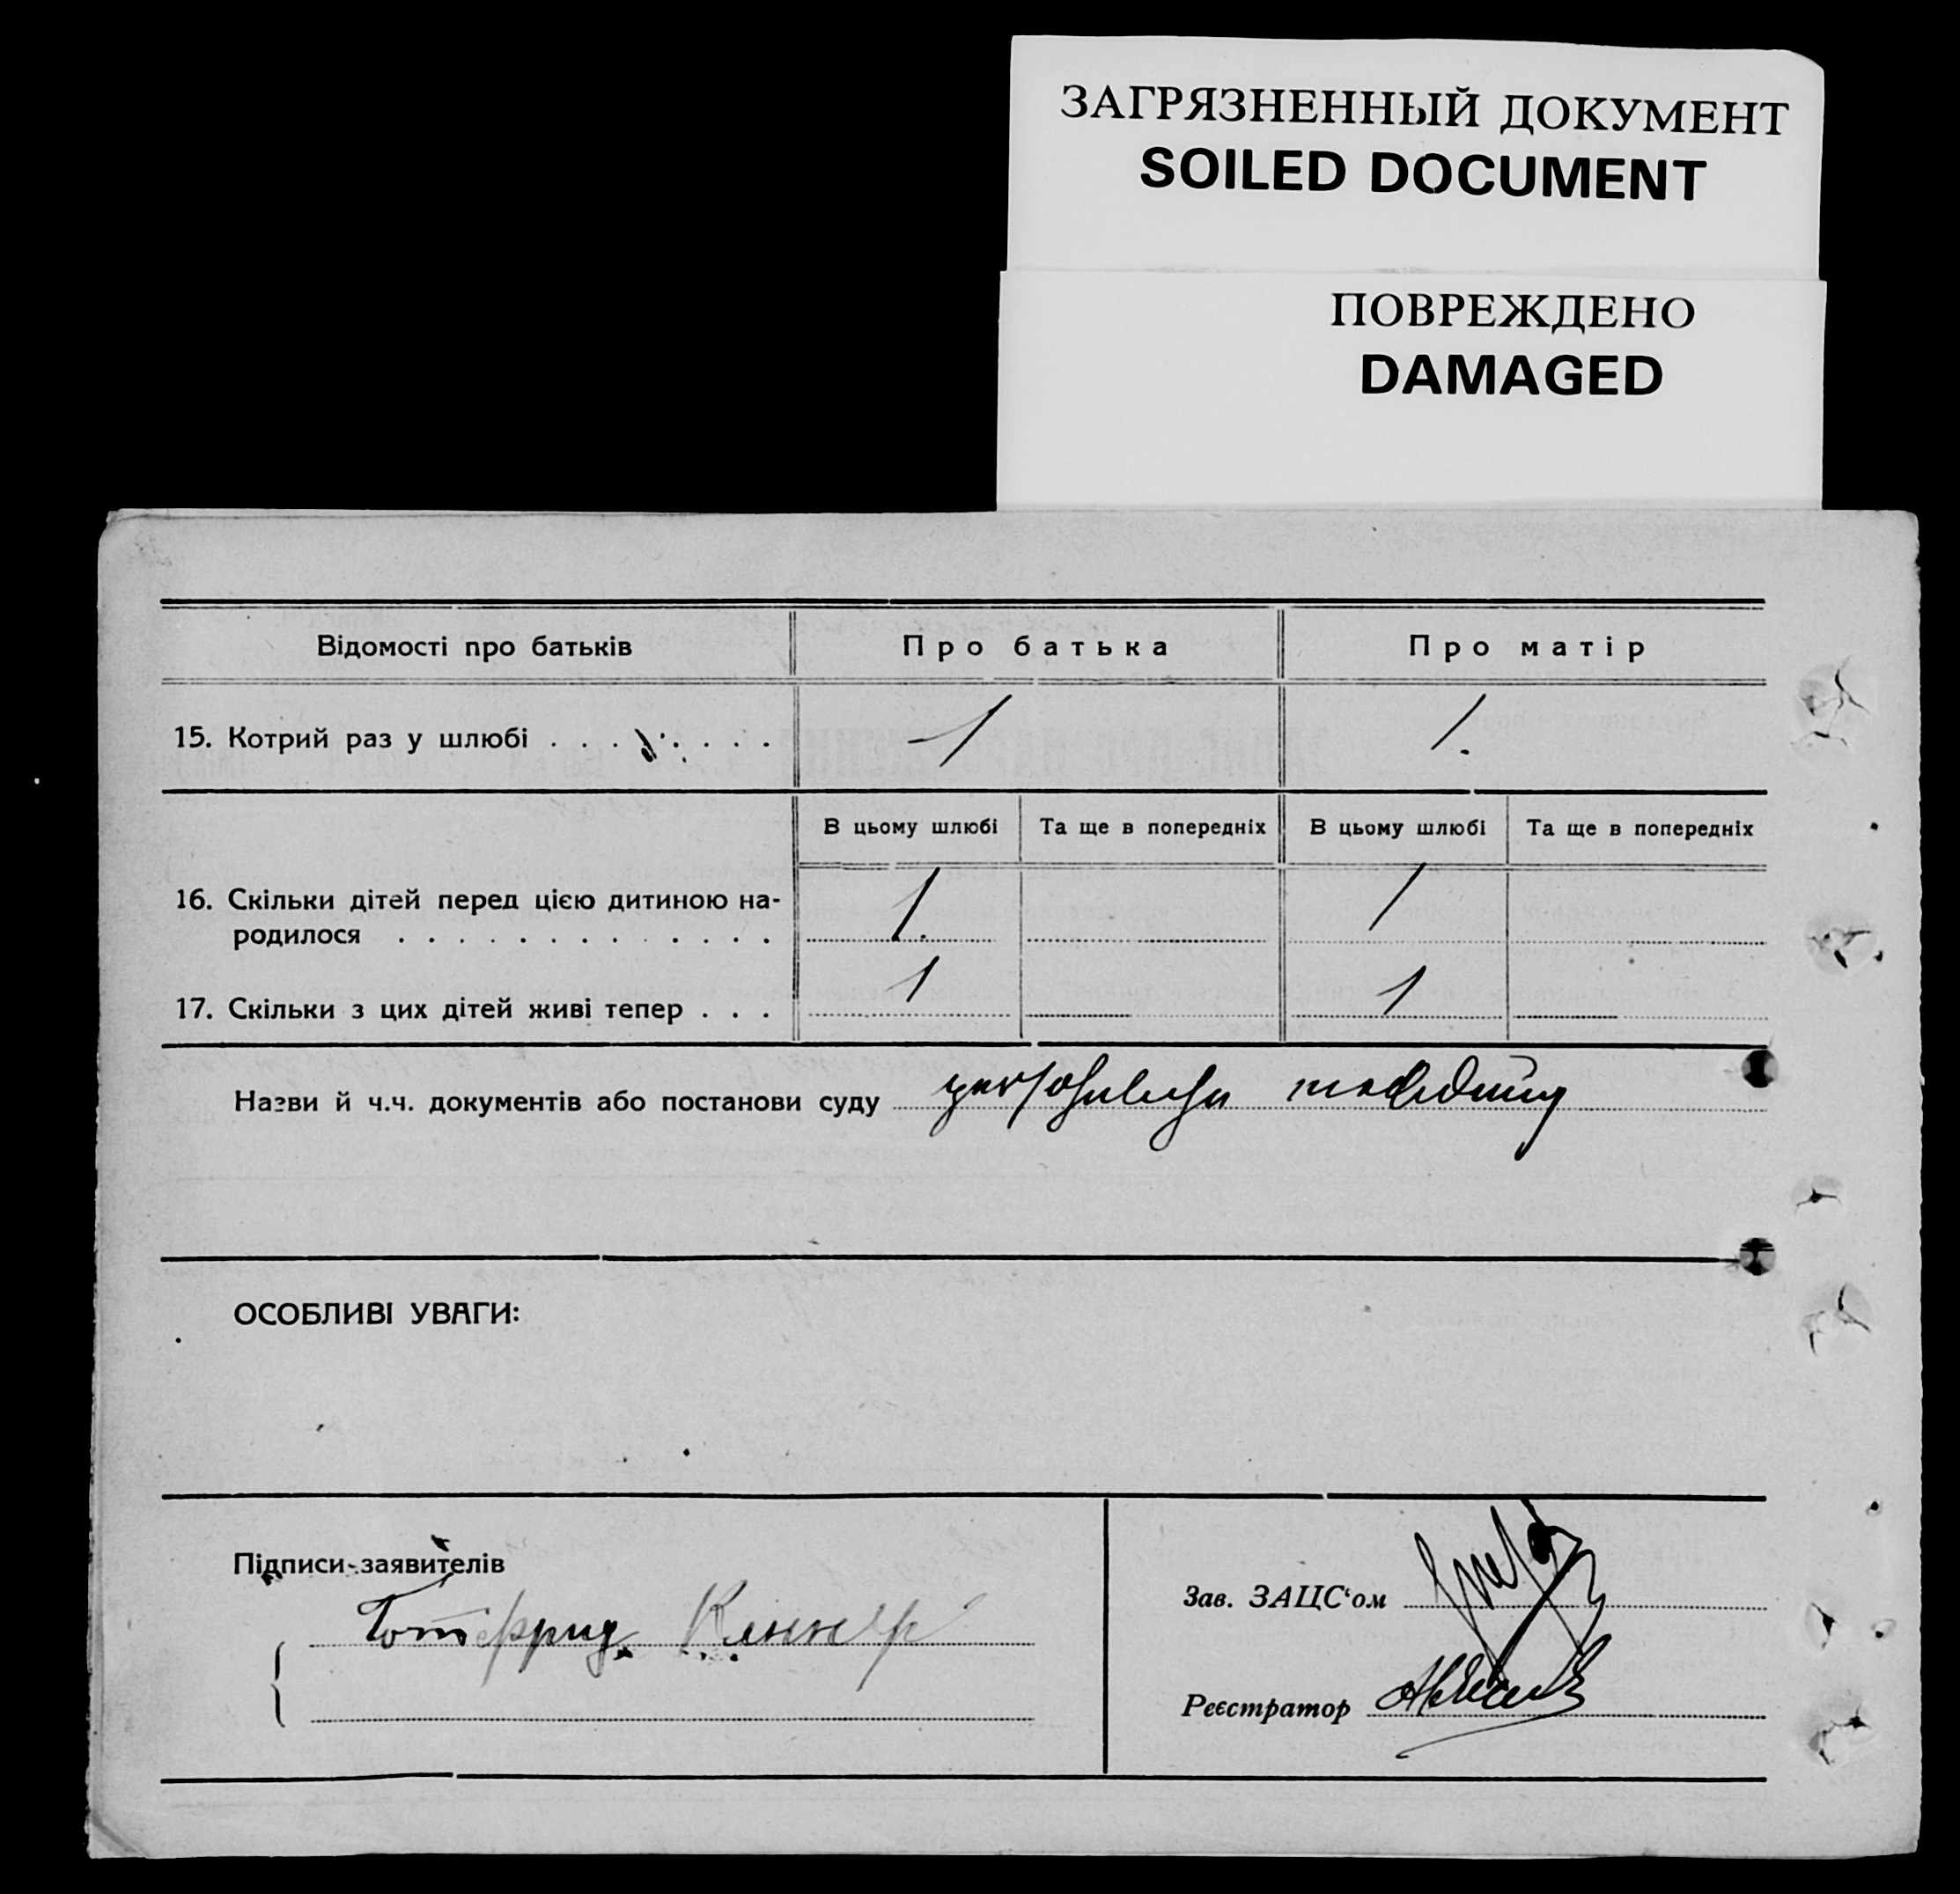 ЗАГРЯЗНЕННЫЙ ДОКУМЕНТ
SOILED DOCUMENT
ПОВРЕЖДЕНО
DAMAGED
Відомості про батьків Про батька Про матір
15. Котрий раз у шлюбі . . . . . . . 1 1.
В цьому шлюбі Та ще в попередніх В цьому шлюбі Та ще в попередніх
16. Скільки дітей перед цією дитиною на-
родилося . . . . . . . . . . . . . 1. 1
17. Скільки з цих дітей живі тепер . . . 1 1
Назви й ч.ч. документів або постанови суду
ОСОБЛИВІ УВАГИ:
Підписи заявителів
Готфрид
Зав. ЗАЦС‘ом
Реєстратор